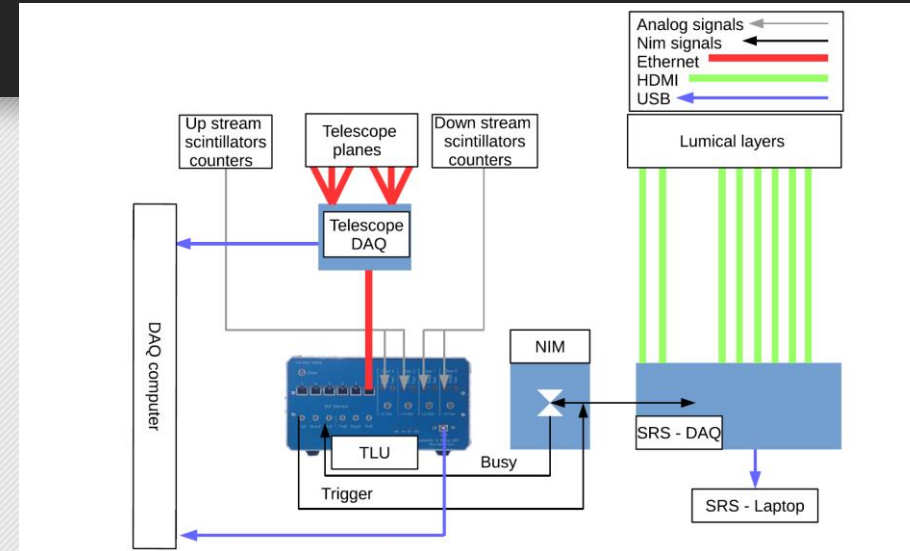 Analog signals
Nim signals
Ethernet
HDMI
USB
Up stream
scintillators
counters
Telescope
planes
Down stream
scintillators
counters
Lumical layers
Telescope
DAQ
DAQ computer
NIM
TLU
Busy
Trigger
SRS - DAQ
SRS - Laptop